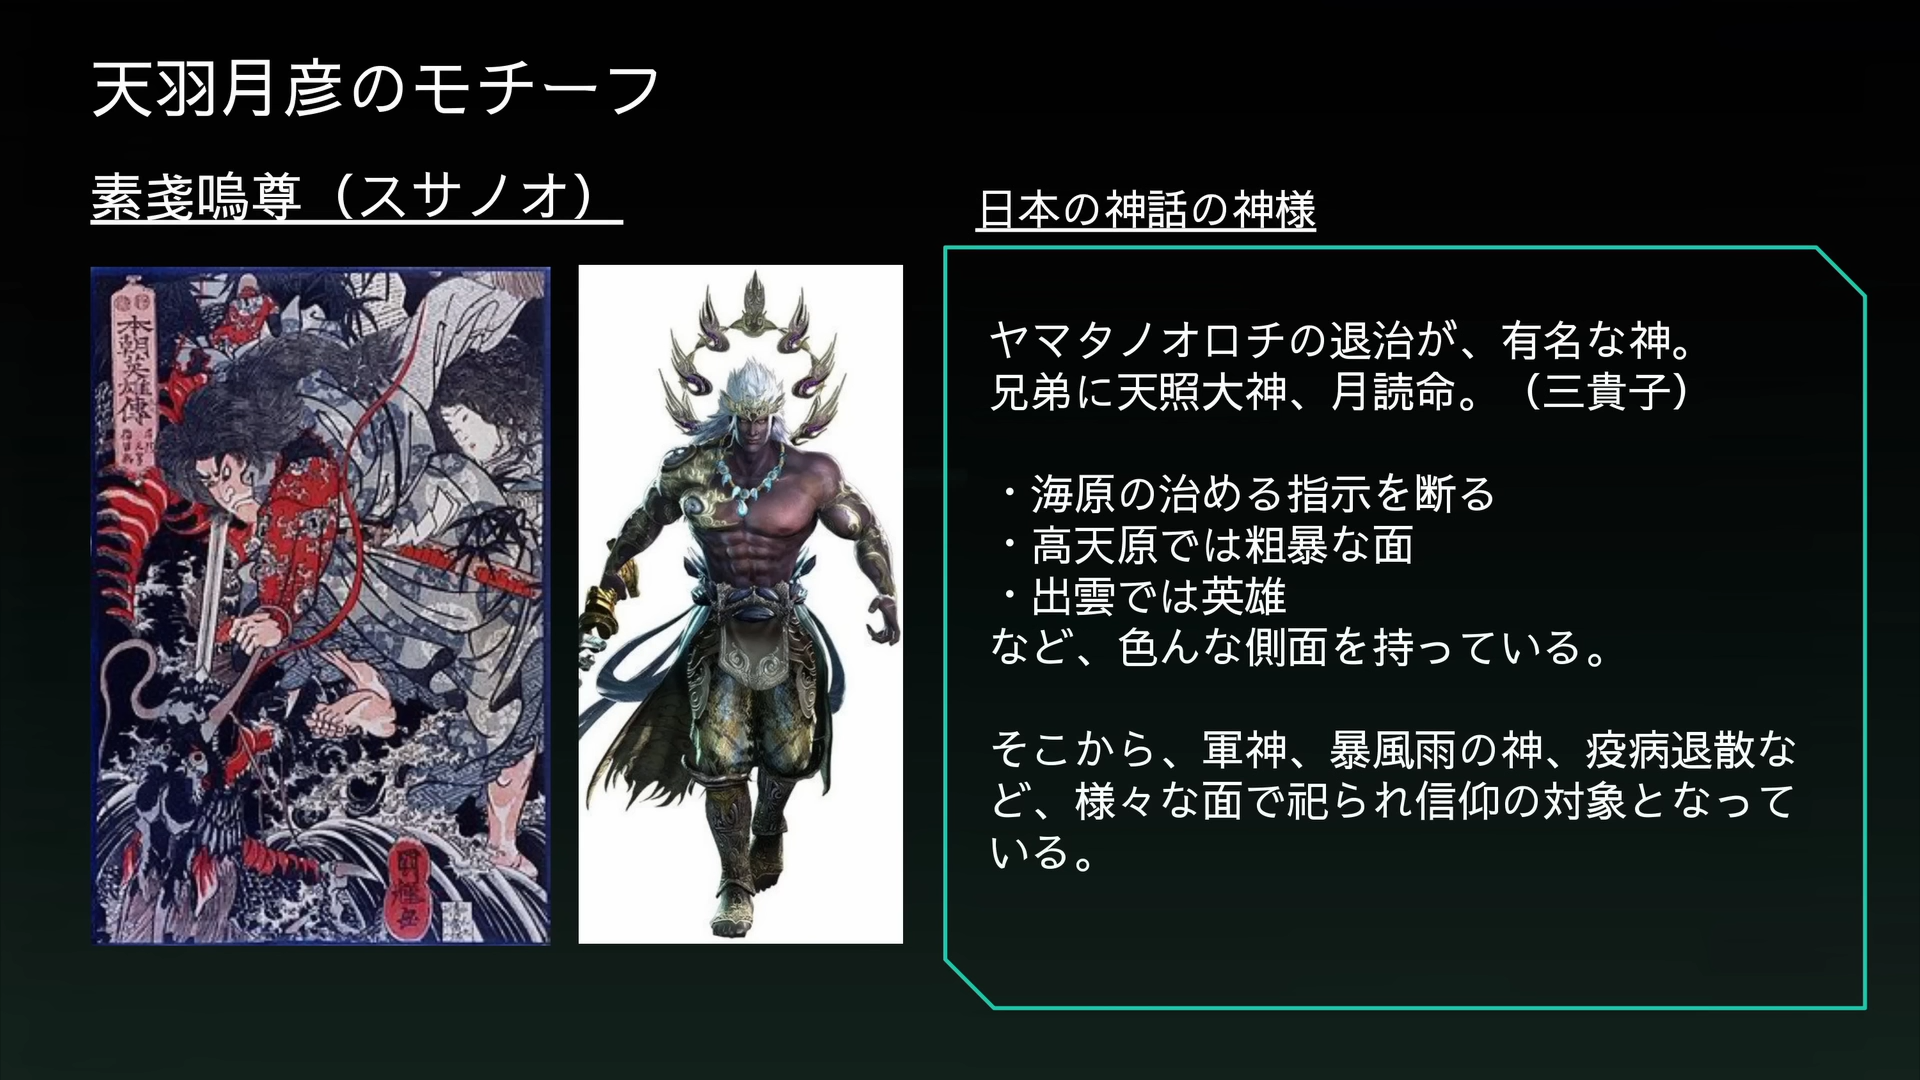 天羽月彦のモチーフ
素戔嗚尊（スサノオ）
日本の神話の神様
本朝英雄傳
ヤマタノオロチの退治が、有名な神。
兄弟に天照大神、月読命。（三貴子）
・海原の治める指示を断る
・高天原では粗暴な面
・出雲では英雄
など、色んな側面を持っている。
そこから、軍神、暴風雨の神、疫病退散な
ど、様々な面で祀られ信仰の対象となって
いる。